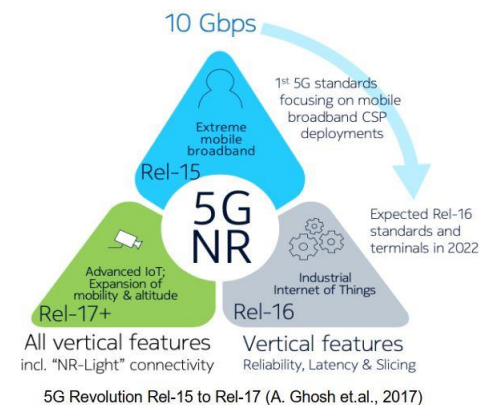 10 Gbps
1st 5G standards
focusing on mobile
broadband CSP
deployments
Extreme
mobile
broadband
Rel-15
5G
NR
Expected Rel-16
standards and
terminals in 2022
Advanced IoT;
Expansion of
mobility & altitude
Rel-17+
Industrial
Internet of Things
Rel-16
All vertical features
incl. “NR-Light” connectivity
Vertical features
Reliability, Latency & Slicing
5G Revolution Rel-15 to Rel-17 (A. Ghosh et.al., 2017)